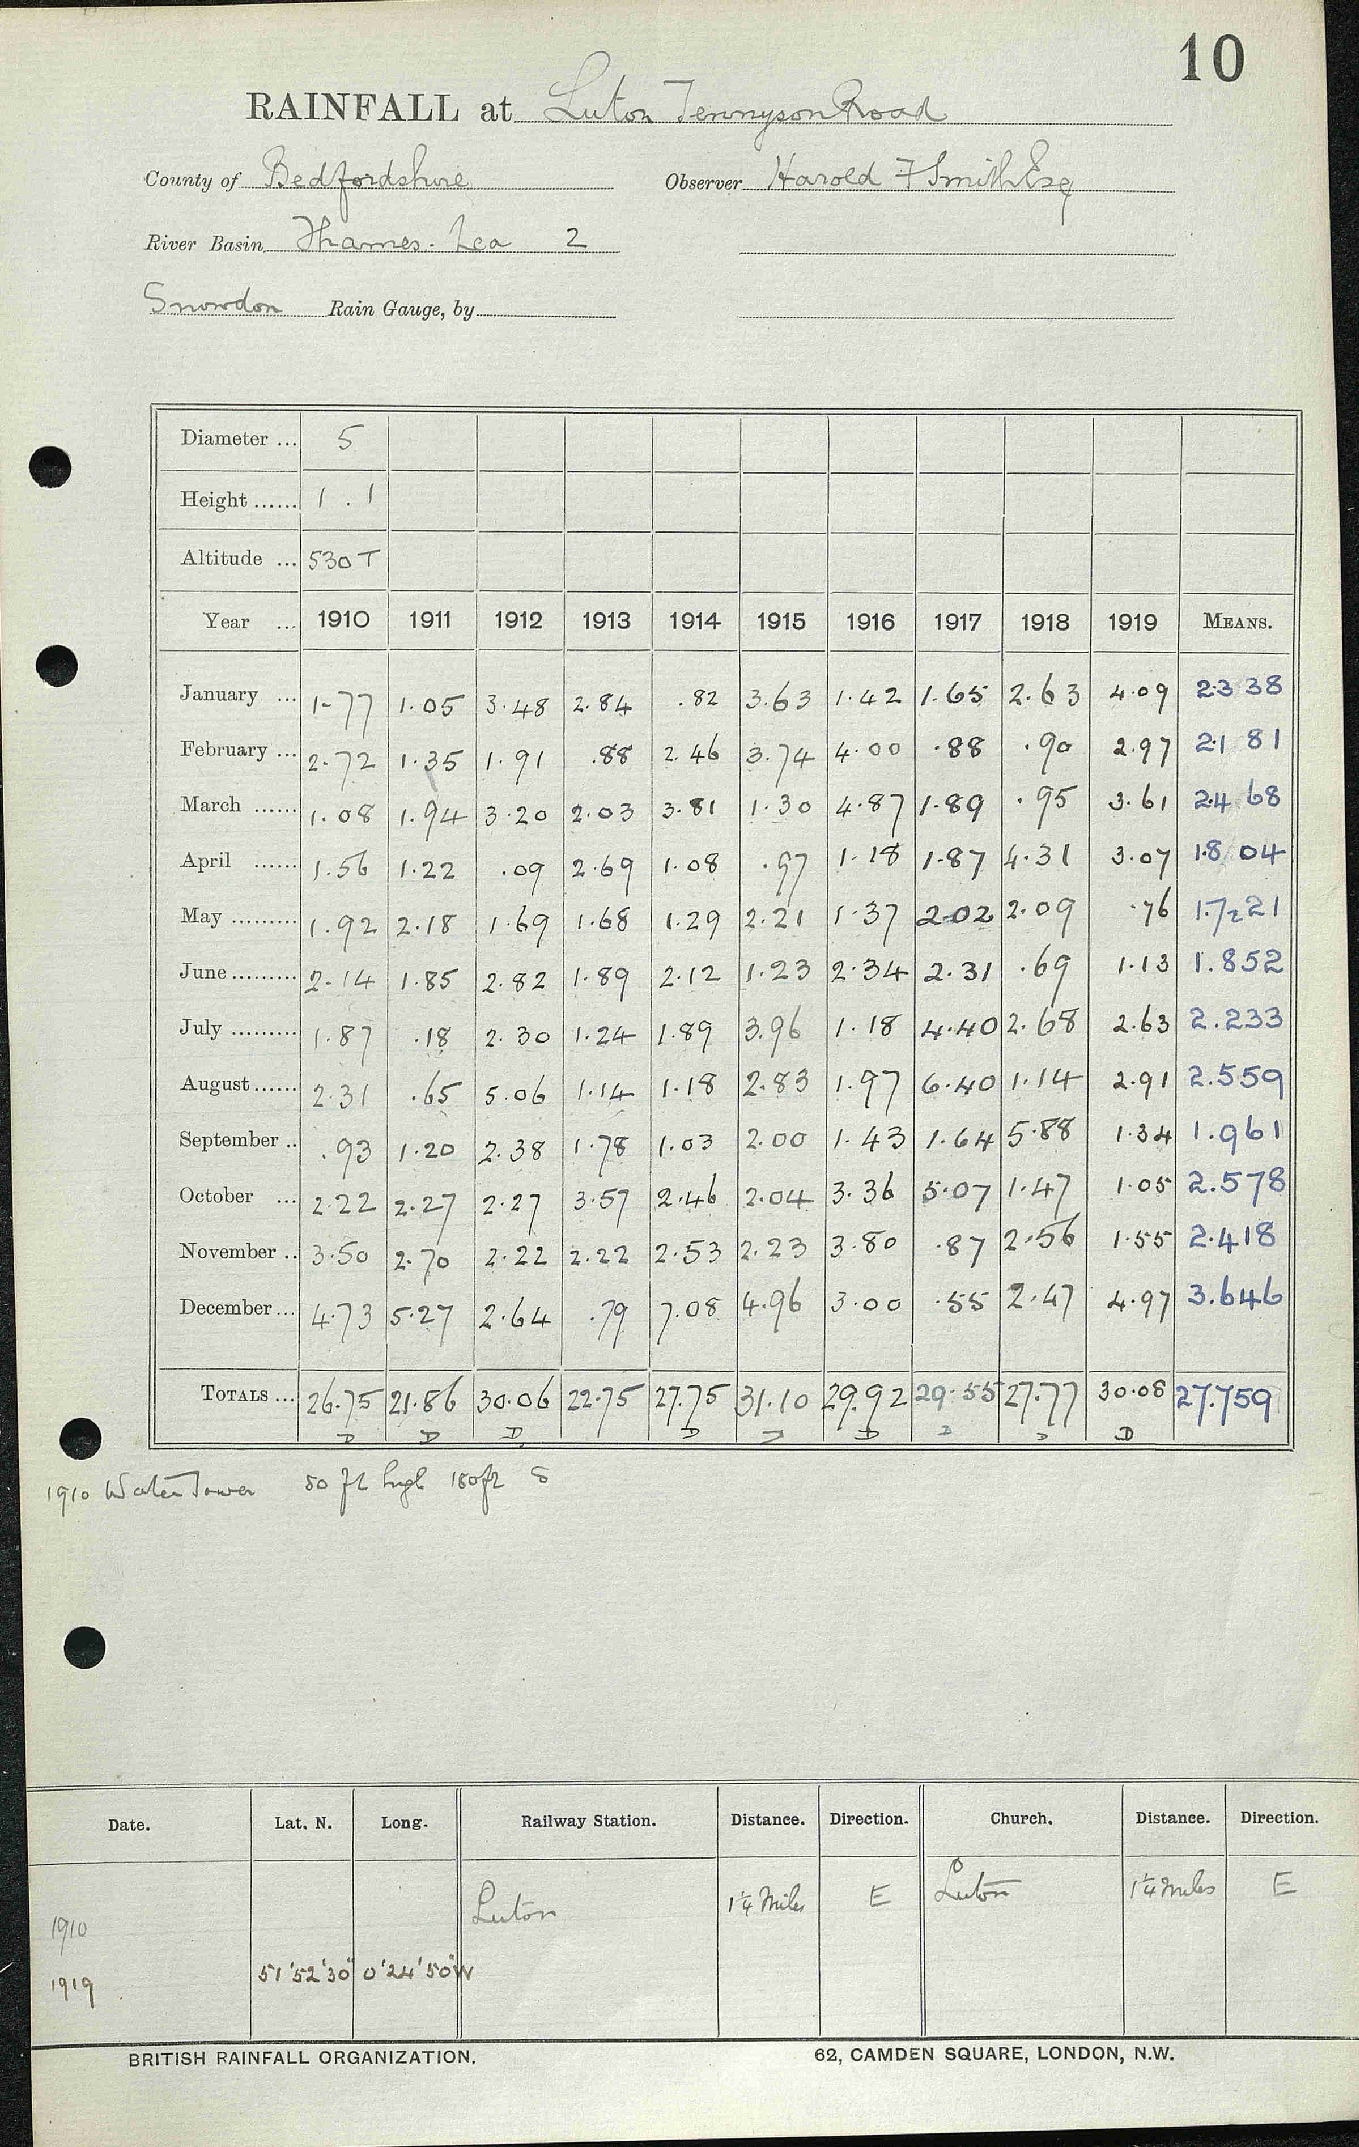 10
RAINFALL at Luton Tennyson Road
County of Bedfordshire Observer Harold F Smith Esq
River Basin Thames. Lea 2
Snowdon Rain Gauge, by
Diameter ... 5
Height ...... 1 . 1
Altitude ... 530 T
Year ... 1910 1911 1912 1913 1914 1915 1916 1917 1918 1919 MEANS.
January ... 1.77 1.05 3.48 2.84 .82 3.63 1.42 1.65 2.63 4.09 2.338
February ... 2.72 1.35 1.91 .88 2.46 3.74 4.00 .88 .90 2.97 2.181
March ...... 1.08 1.94 3.20 2.03 3.81 1.30 4.87 1.89 .95 3.61 2.468
April ...... 1.56 1.22 .09 2.69 1.08 .97 1.18 1.87 4.31 3.07 1.804
May ......... 1.92 2.18 1.69 1.68 1.29 2.21 1.37 2.02 2.09 .76 1.721
June ......... 2.14 1.85 2.82 1.89 2.12 1.23 2.34 2.31 .69 1.13 1.852
July ......... 1.87 .18 2.30 1.24 1.89 3.96 1.18 4.40 2.68 2.63 2.233
August ...... 2.31 .65 5.06 1.14 1.18 2.83 1.97 6.40 1.14 2.91 2.559
September .. .93 1.20 2.38 1.78 1.03 2.00 1.43 1.64 5.88 1.34 1.961
October ... 2.22 2.27 2.27 3.57 2.46 2.04 3.36 5.07 1.47 1.05 2.578
November .. 3.50 2.70 2.22 2.22 2.53 2.23 3.80 .87 2.56 1.55 2.418
December ... 4.73 5.27 2.64 .79 7.08 4.96 3.00 .55 2.47 4.97 3.646
TOTALS ... 26.75 21.86 30.06 22.75 27.75 31.10 29.92 29.55 27.77 30.08 27.759
D D D D D D D D D
1910 Water Tower 50 ft high 180ft S
Date. Lat. N. Long. Railway Station. Distance. Direction. Church. Distance. Direction.
1910 Luton 1¼ Miles E Luton 1¼ miles E
1919 51°52'30" 0°24'50"W
BRITISH RAINFALL ORGANIZATION. 62, CAMDEN SQUARE, LONDON, N.W.